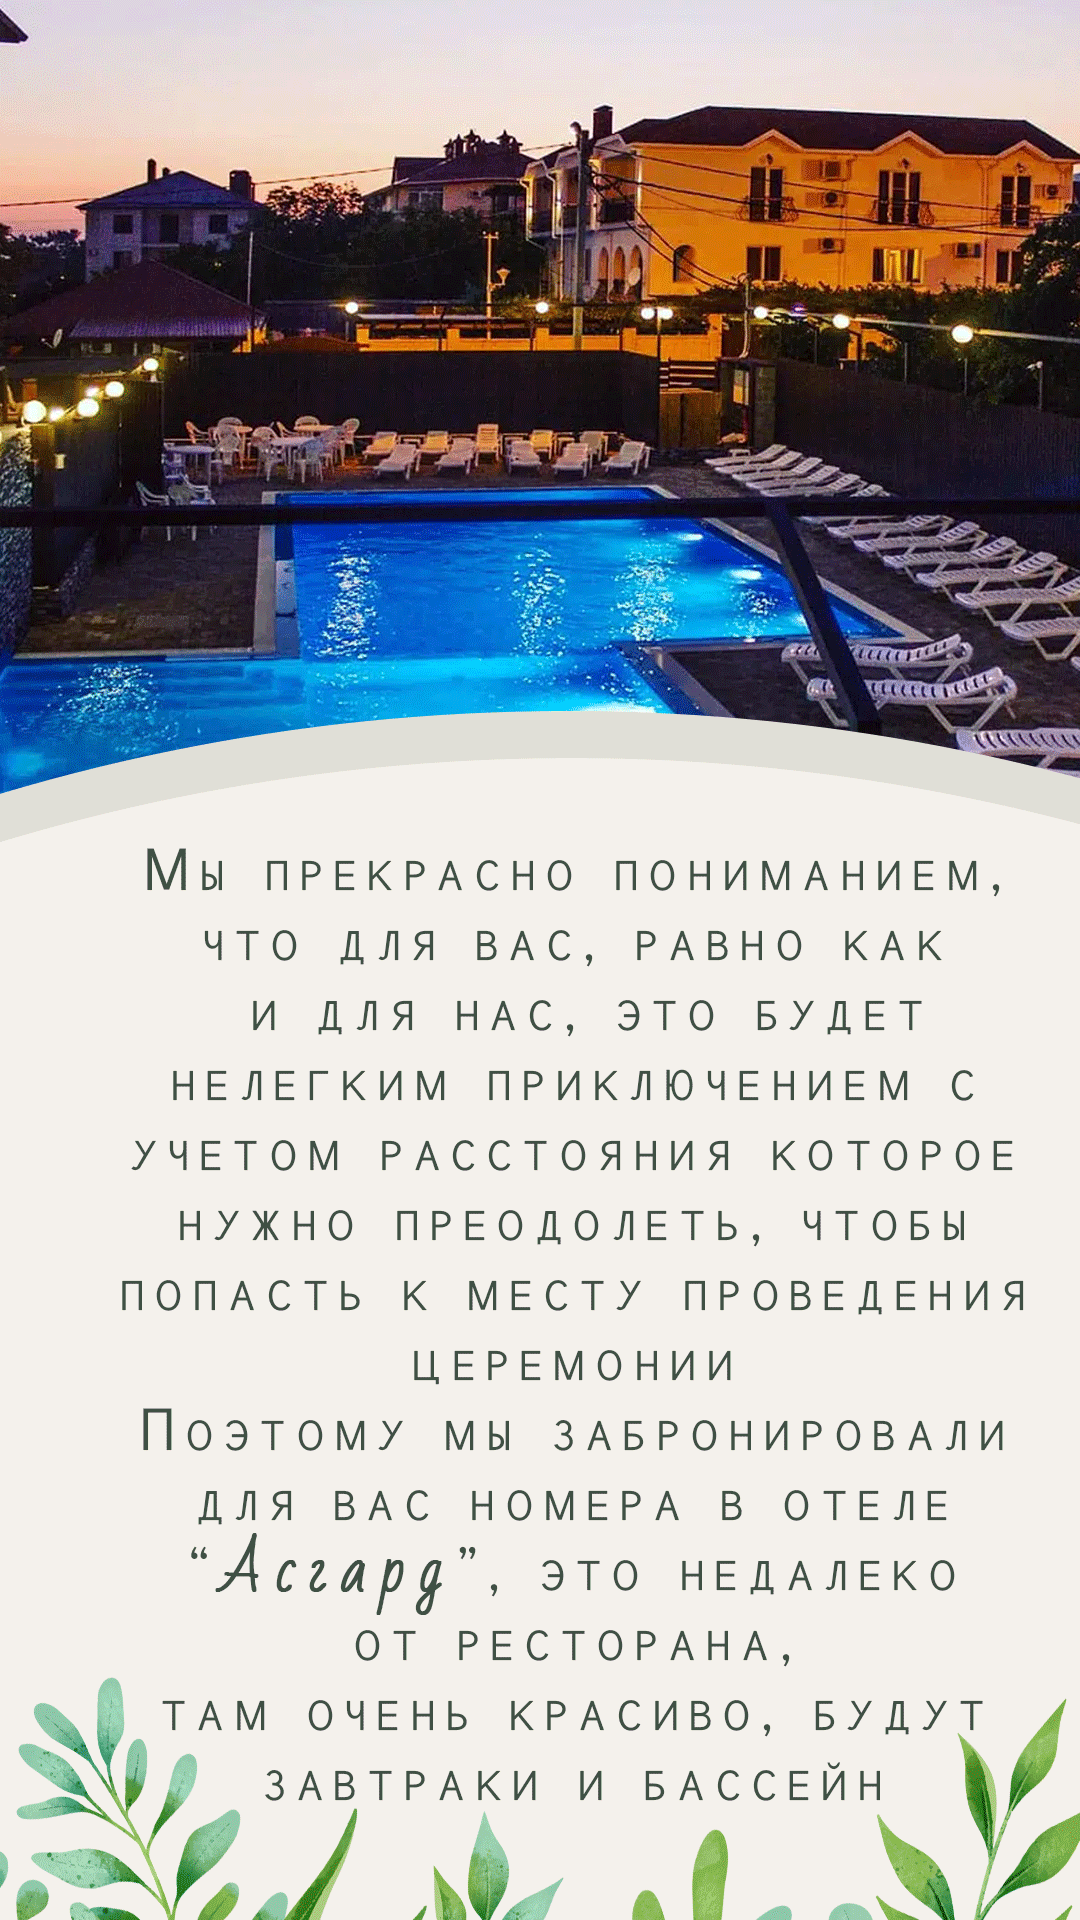 Мы прекрасно пониманием,
что для вас, равно как
и для нас, это будет
нелегким приключением с
учетом расстояния которое
нужно преодолеть, чтобы
попасть к месту проведения
церемонии
Поэтому мы забронировали
для вас номера в отеле
“Асгард”, это недалеко
от ресторана,
там очень красиво, будут
завтраки и бассейн